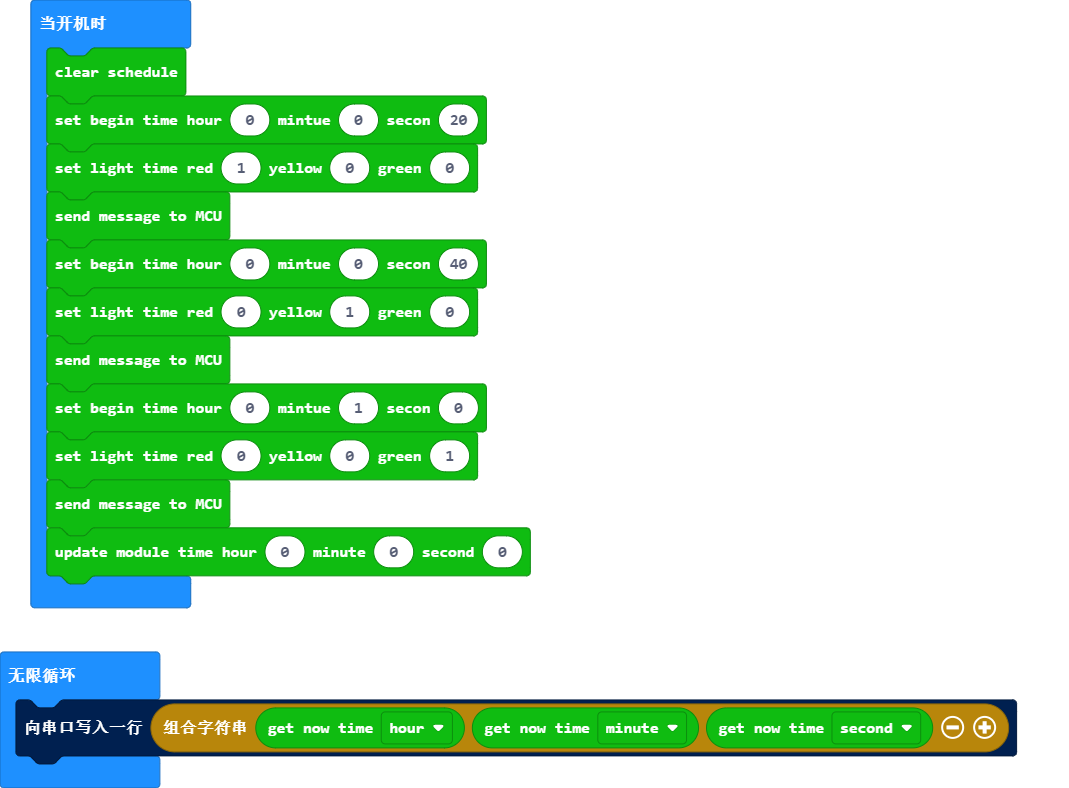 当开机时
clear schedule
set begin time hour 0 mintue 0 secon 20
set light time red 1 yellow 0 green 0
send message to MCU
set begin time hour 0 mintue 0 secon 40
set light time red 0 yellow 1 green 0
send message to MCU
set begin time hour 0 mintue 1 secon 0
set light time red 0 yellow 0 green 1
send message to MCU
update module time hour 0 minute 0 second 0
无限循环
向串口写入一行 组合字符串 get now time hour get now time minute get now time second